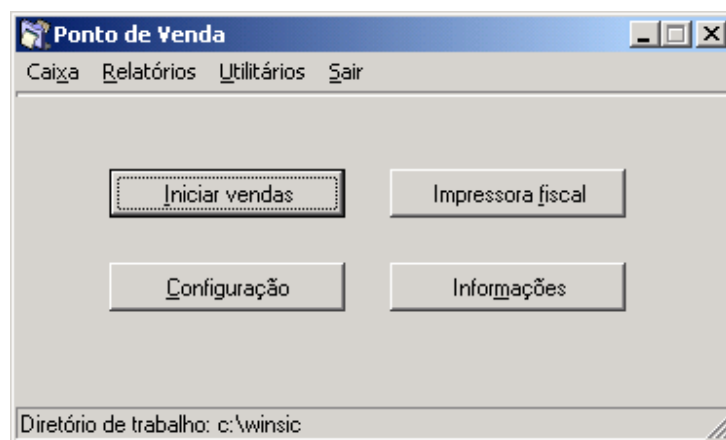 Ponto de Venda
Caixa Relatórios Utilitários Sair
Iniciar vendas Impressora fiscal
Configuração Informações
Diretório de trabalho: c:\winsic